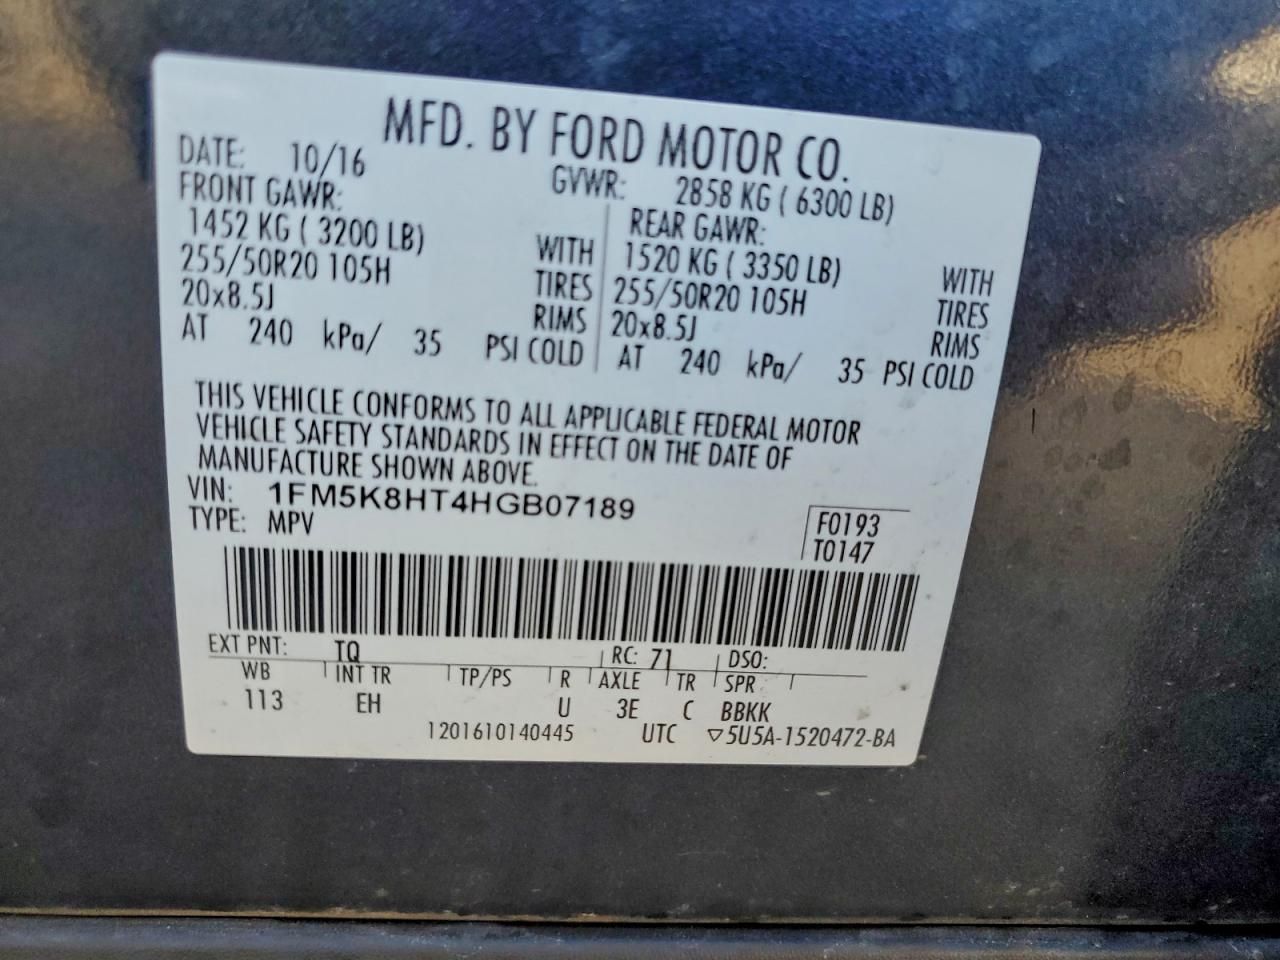 MFD. BY FORD MOTOR CO.
DATE: 10/16 GVWR: 2858 KG ( 6300 LB)
FRONT GAWR: REAR GAWR:
1452 KG ( 3200 LB) WITH 1520 KG ( 3350 LB) WITH
255/50R20 105H TIRES 255/50R20 105H TIRES
20x8.5J RIMS 20x8.5J RIMS
AT 240 kPa/ 35 PSI COLD AT 240 kPa/ 35 PSI COLD
THIS VEHICLE CONFORMS TO ALL APPLICABLE FEDERAL MOTOR
VEHICLE SAFETY STANDARDS IN EFFECT ON THE DATE OF
MANUFACTURE SHOWN ABOVE.
VIN: 1FM5K8HT4HGB07189
TYPE: MPV
F0193
T0147
EXT PNT: TQ RC: 71 DSO:
WB INT TR TP/PS R AXLE TR SPR
113 EH U 3E C BBKK
1201610140445 UTC ▽5U5A-1520472-BA